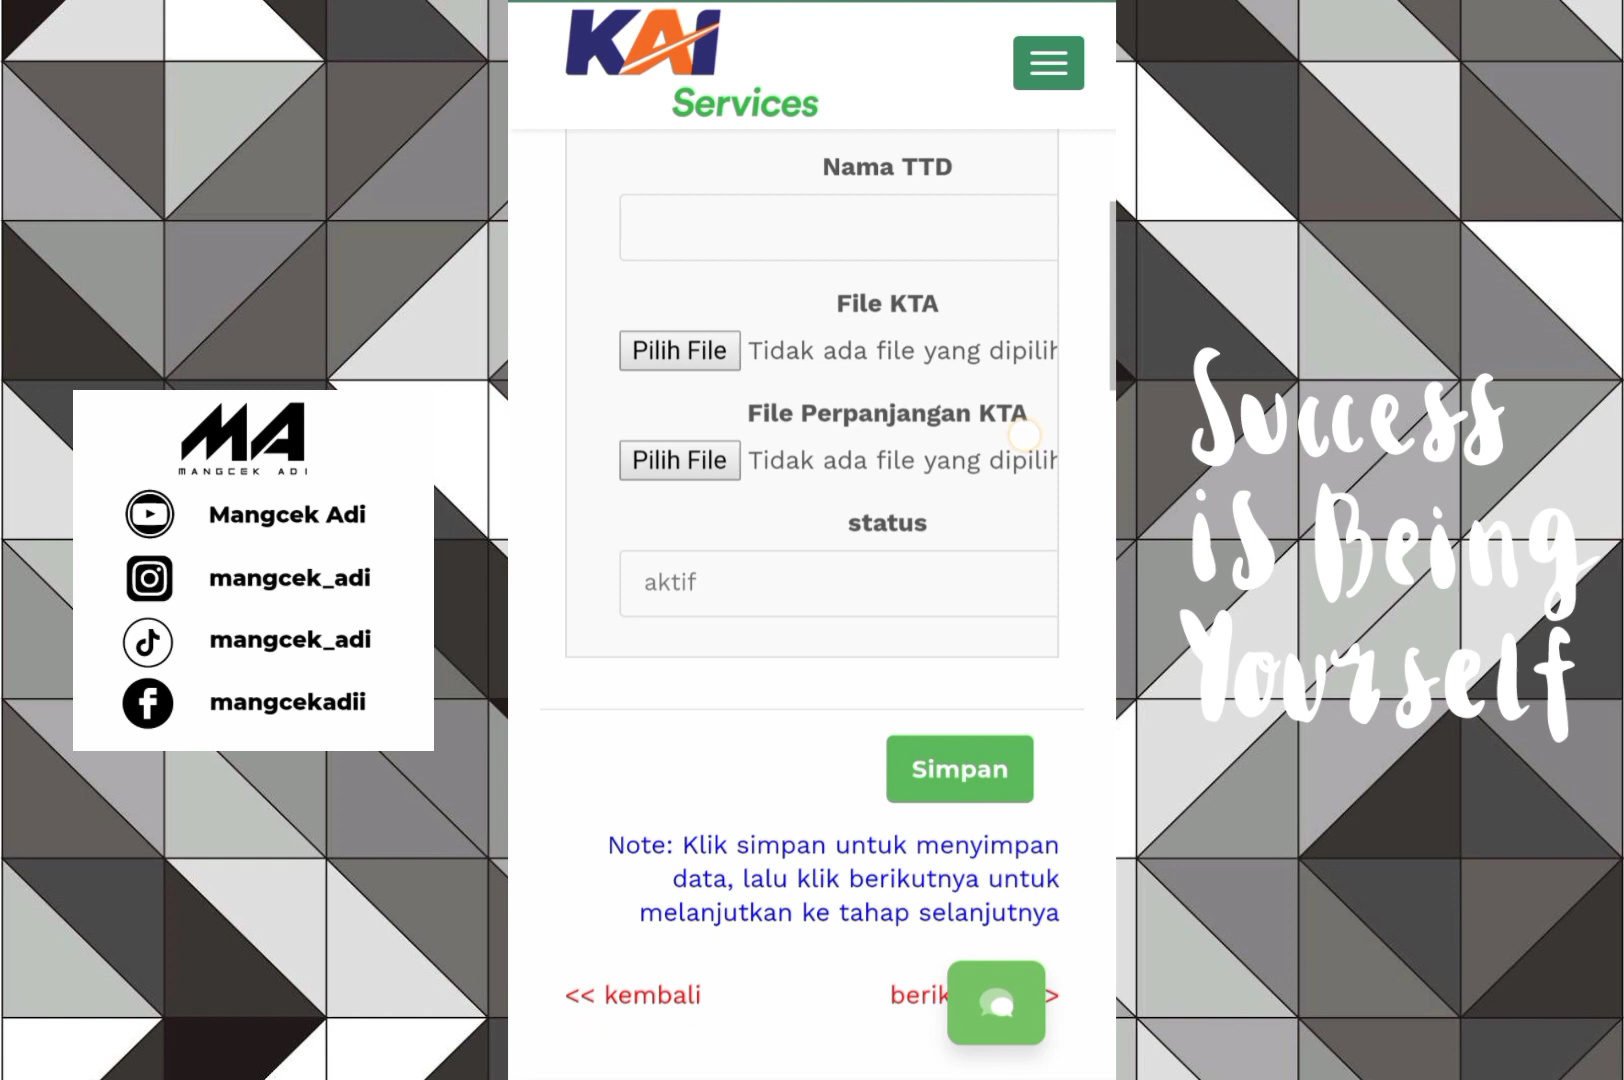 KAI
Services
Nama TTD
File KTA
Pilih File Tidak ada file yang dipilih
File Perpanjangan KTA
Pilih File Tidak ada file yang dipilih
status
aktif
Simpan
Note: Klik simpan untuk menyimpan
data, lalu klik berikutnya untuk
melanjutkan ke tahap selanjutnya
<< kembali
berik >
MA
MANGCEK ADI
Mangcek Adi
mangcek_adi
mangcek_adi
mangcekadii
Success
is Being
Yourself